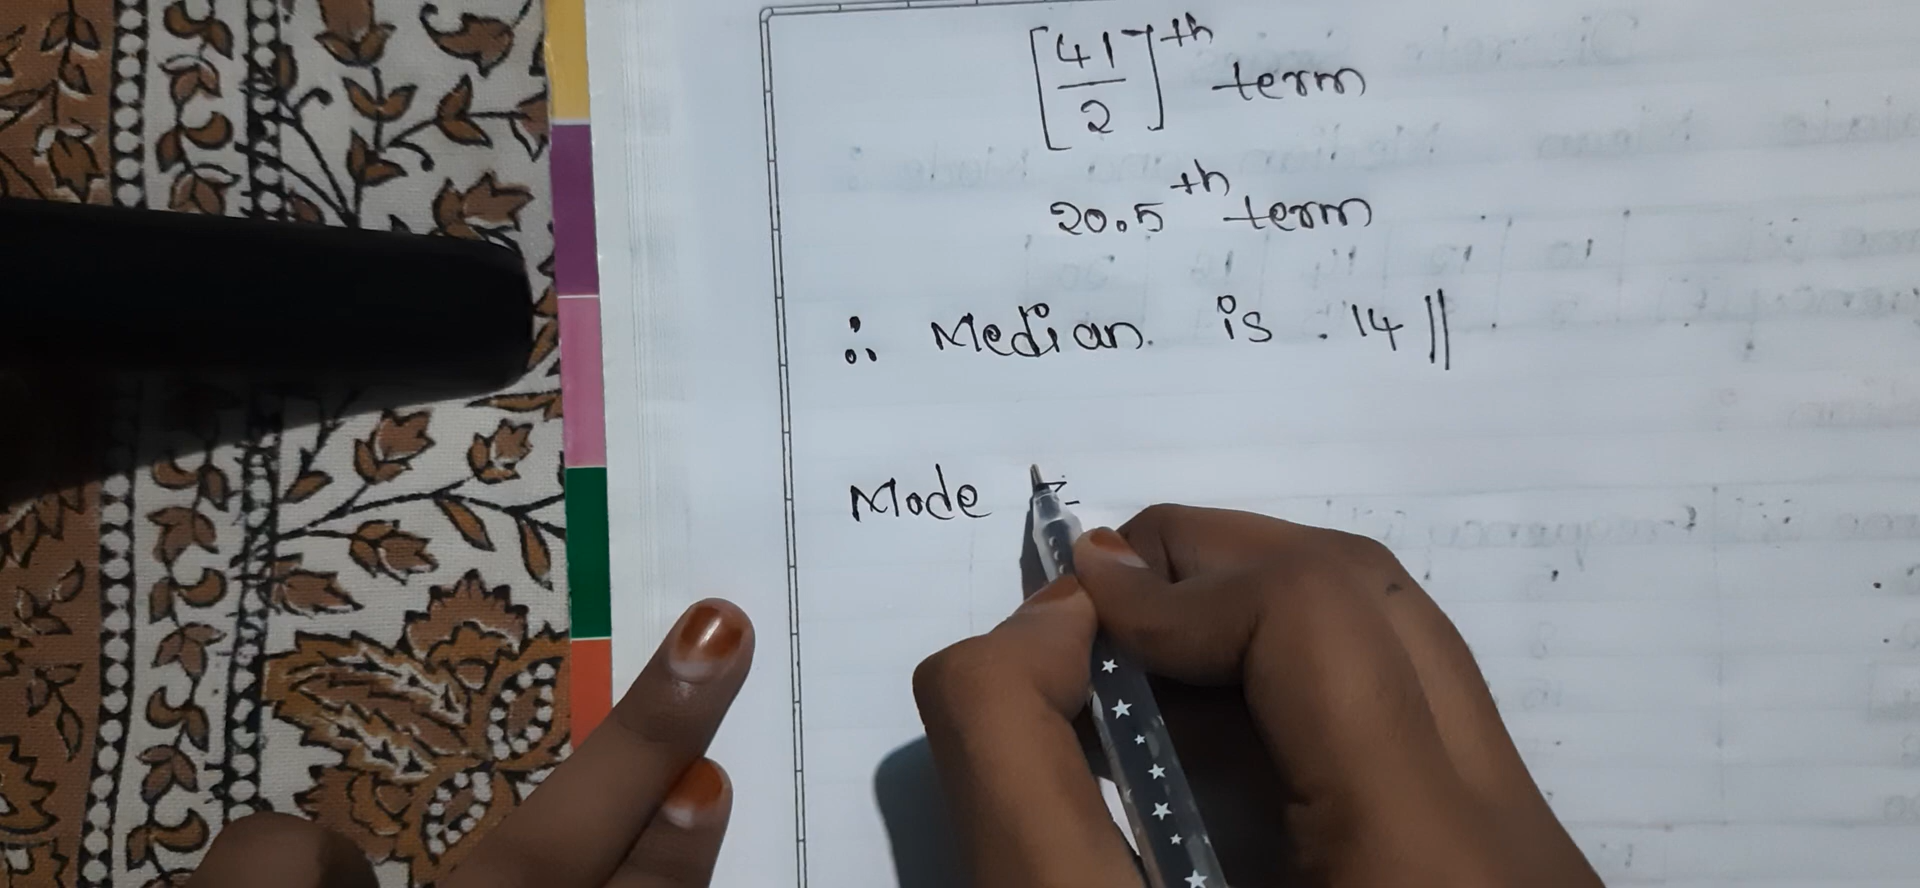 [41/2]th term
20.5th term
∴ Median. is . 14 ||
Mode =